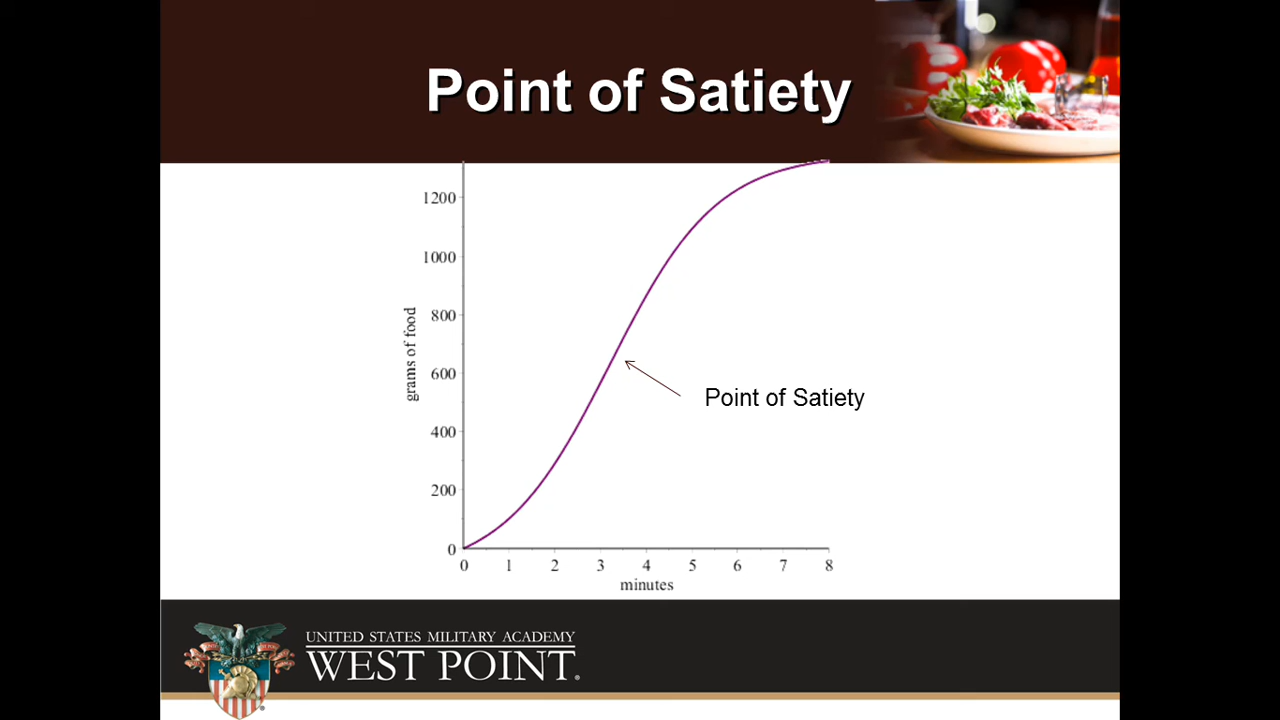 Point of Satiety
1200
1000
800
600
400
200
0
grams of food
Point of Satiety
0 1 2 3 4 5 6 7 8
minutes
UNITED STATES MILITARY ACADEMY
WEST POINT®